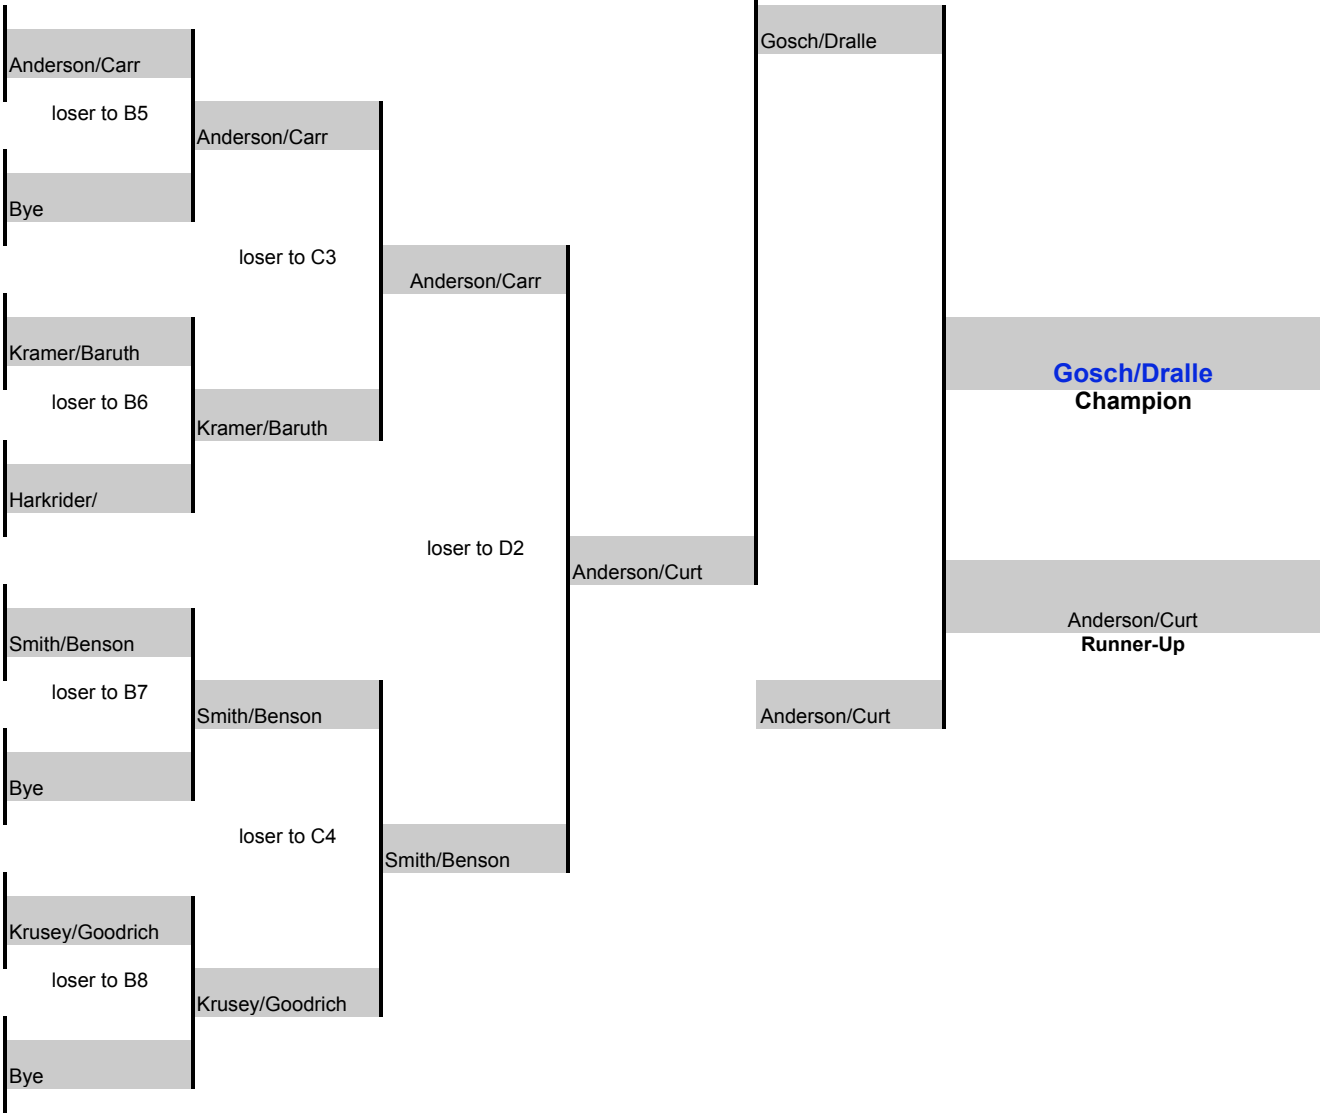 Gosch/Dralle
Anderson/Carr
loser to B5
Anderson/Carr
Bye
loser to C3
Anderson/Carr
Kramer/Baruth
Gosch/Dralle
Champion
loser to B6
Kramer/Baruth
Harkrider/
loser to D2
Anderson/Curt
Anderson/Curt
Runner-Up
Smith/Benson
loser to B7
Smith/Benson
Anderson/Curt
Bye
loser to C4
Smith/Benson
Krusey/Goodrich
loser to B8
Krusey/Goodrich
Bye